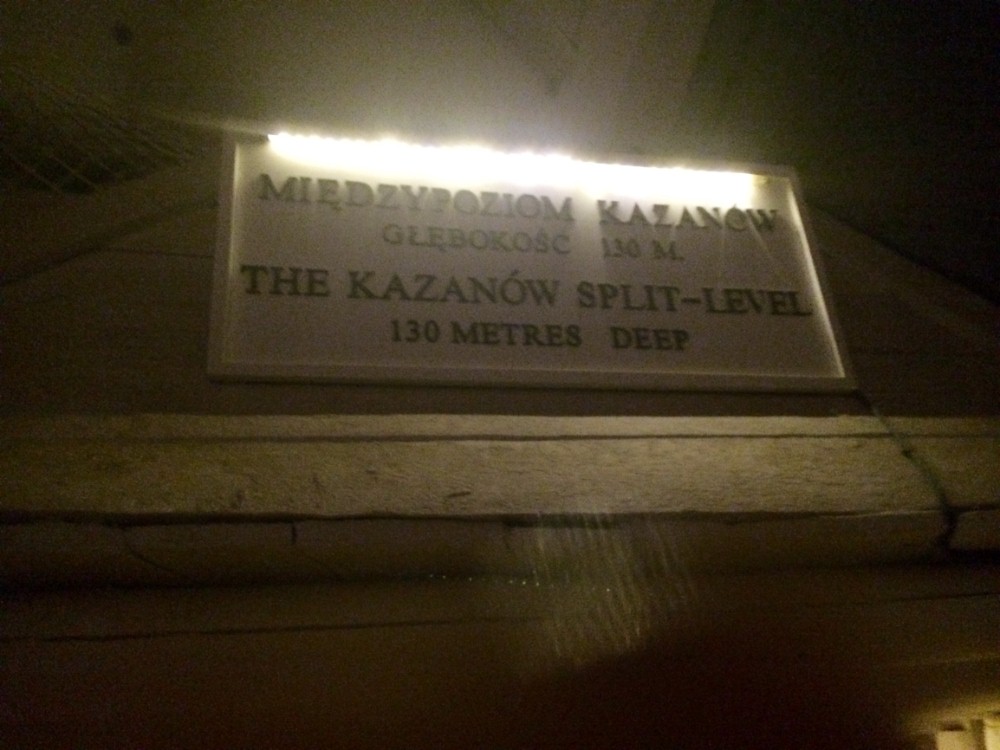 MIĘDZYPOZIOM KAZANÓW
GŁĘBOKOŚĆ 130 M.
THE KAZANÓW SPLIT-LEVEL
130 METRES DEEP